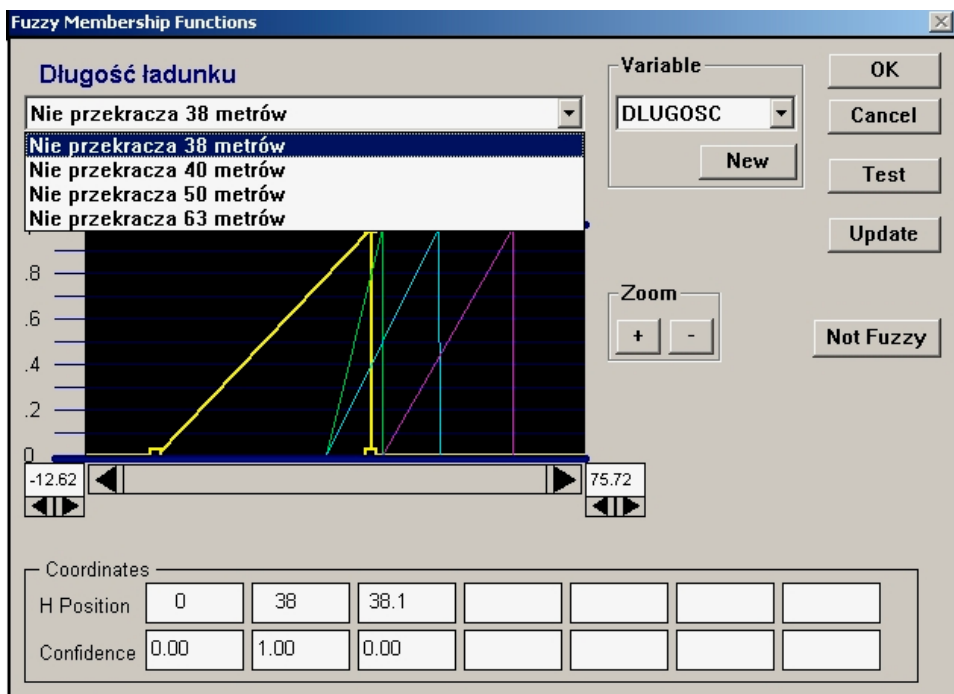 Fuzzy Membership Functions
Długość ładunku
Nie przekracza 38 metrów
Nie przekracza 38 metrów
Nie przekracza 40 metrów
Nie przekracza 50 metrów
Nie przekracza 63 metrów
Variable
DLUGOSC
New
OK
Cancel
Test
Update
Zoom
+ -
Not Fuzzy
.8
.6
.4
.2
0
-12.62 75.72
Coordinates
H Position 0 38 38.1
Confidence 0.00 1.00 0.00